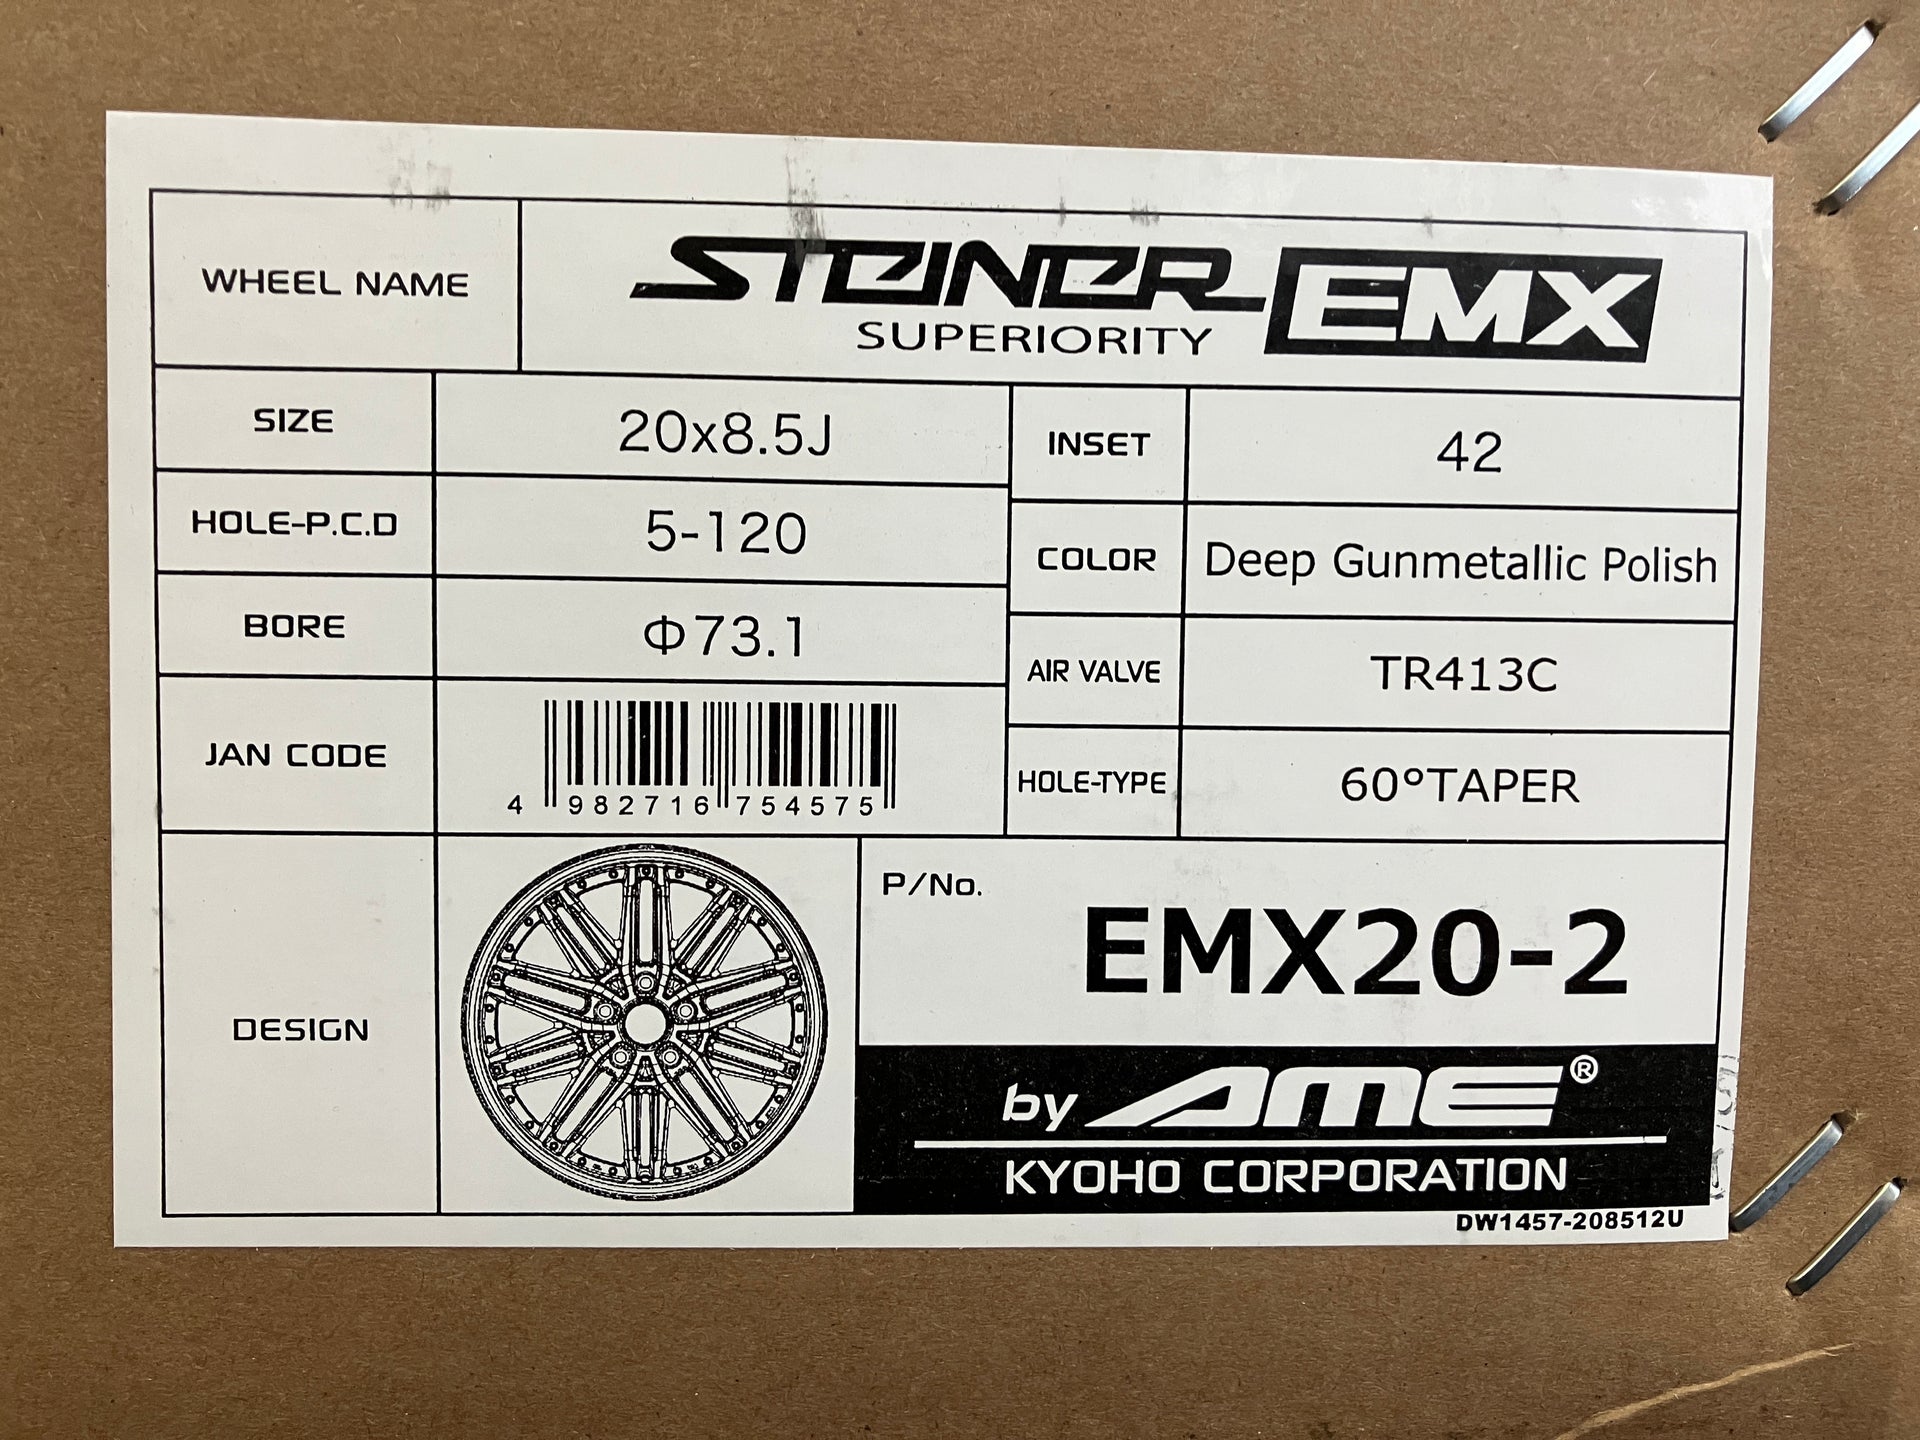 WHEEL NAME
STEINER EMX
SUPERIORITY
SIZE
20x8.5J
INSET
42
HOLE-P.C.D
5-120
COLOR
Deep Gunmetallic Polish
BORE
Φ73.1
AIR VALVE
TR413C
JAN CODE
4 982716 754575
HOLE-TYPE
60°TAPER
DESIGN
P/No.
EMX20-2
by AME®
KYOHO CORPORATION
DW1457-208512U